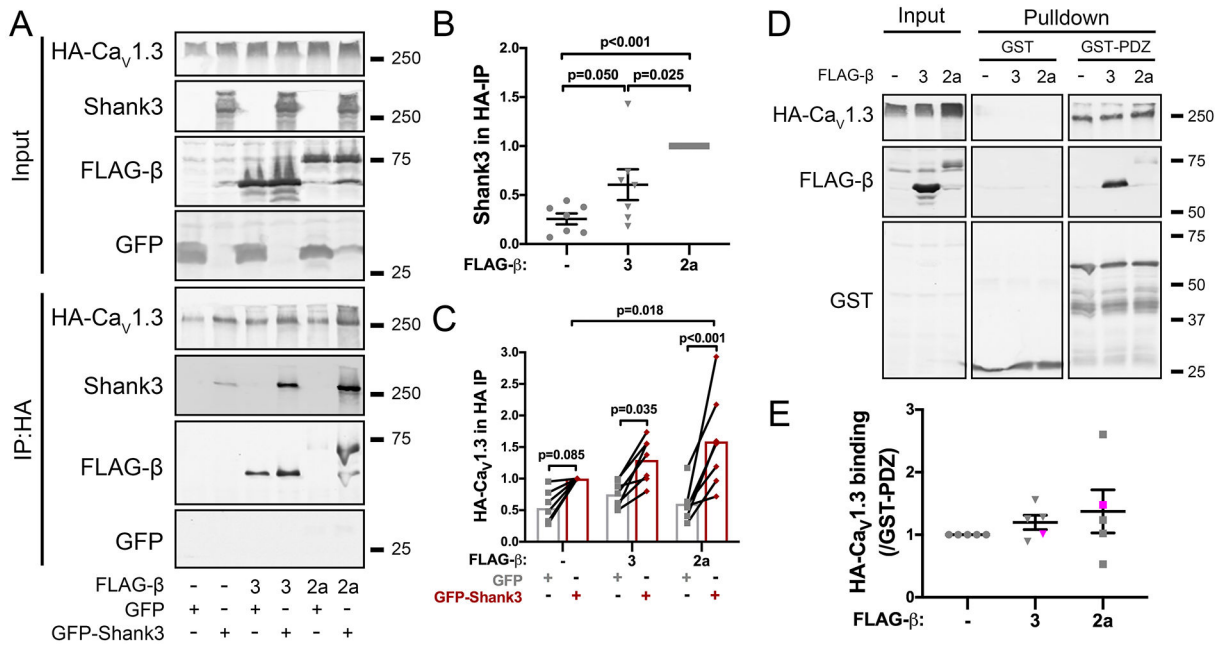 A
Input
HA-CaV1.3
250
Shank3
250
FLAG-β
75
GFP
25
IP:HA
HA-CaV1.3
250
Shank3
250
FLAG-β
75
GFP
25
FLAG-β - - 3 3 2a 2a
GFP + - + - + -
GFP-Shank3 - + - + - +
B
Shank3 in HA-IP
2.0
1.5
1.0
0.5
0.0
p<0.001
p=0.050 p=0.025
FLAG-β: - 3 2a
C
HA-CaV1.3 in HA IP
3.0
2.5
2.0
1.5
1.0
0.5
0.0
p=0.018
p<0.001
p=0.035
p=0.085
FLAG-β: - 3 2a
GFP + - + - + -
GFP-Shank3 - + - + - +
D
Input Pulldown
GST GST-PDZ
FLAG-β - 3 2a - 3 2a - 3 2a
HA-CaV1.3
250
FLAG-β
75
50
GST
75
50
37
25
E
HA-CaV1.3 binding
(/GST-PDZ)
3
2
1
0
FLAG-β: - 3 2a